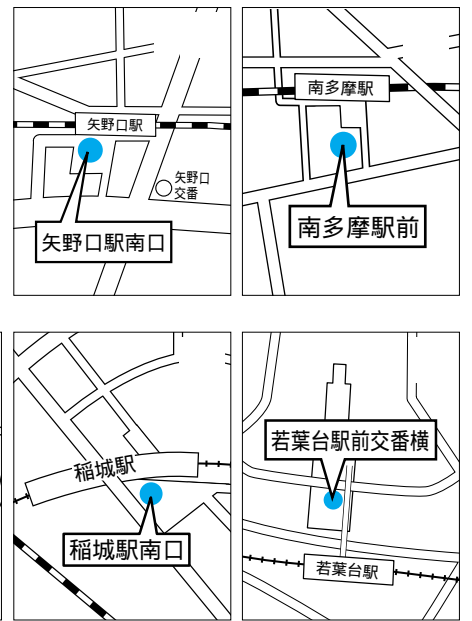 矢野口駅
矢野口
交番
矢野口駅南口
南多摩駅
南多摩駅前
稲城駅
稲城駅南口
若葉台駅前交番横
若葉台駅